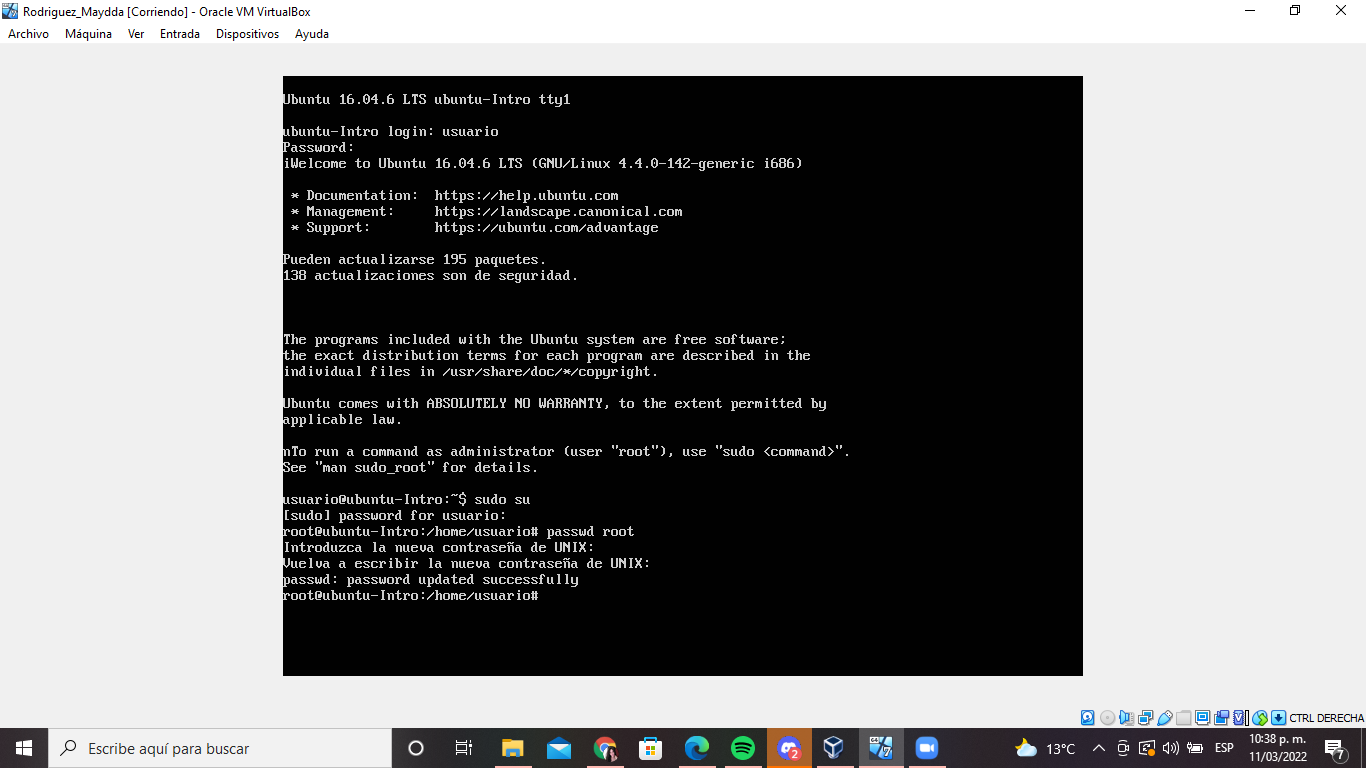 Rodriguez_Maydda [Corriendo] - Oracle VM VirtualBox
Archivo Máquina Ver Entrada Dispositivos Ayuda
Ubuntu 16.04.6 LTS ubuntu-Intro tty1
ubuntu-Intro login: usuario
Password:
iWelcome to Ubuntu 16.04.6 LTS (GNU/Linux 4.4.0-142-generic i686)
* Documentation: https://help.ubuntu.com
* Management: https://landscape.canonical.com
* Support: https://ubuntu.com/advantage
Pueden actualizarse 195 paquetes.
138 actualizaciones son de seguridad.
The programs included with the Ubuntu system are free software;
the exact distribution terms for each program are described in the
individual files in /usr/share/doc/*/copyright.
Ubuntu comes with ABSOLUTELY NO WARRANTY, to the extent permitted by
applicable law.
nTo run a command as administrator (user "root"), use "sudo <command>".
See "man sudo_root" for details.
usuario@ubuntu-Intro:~$ sudo su
[sudo] password for usuario:
root@ubuntu-Intro:/home/usuario# passwd root
Introduzca la nueva contraseña de UNIX:
Vuelva a escribir la nueva contraseña de UNIX:
passwd: password updated successfully
root@ubuntu-Intro:/home/usuario#
CTRL DERECHA
Escribe aquí para buscar
2
13°C
ESP
10:38 p. m.
11/03/2022
7